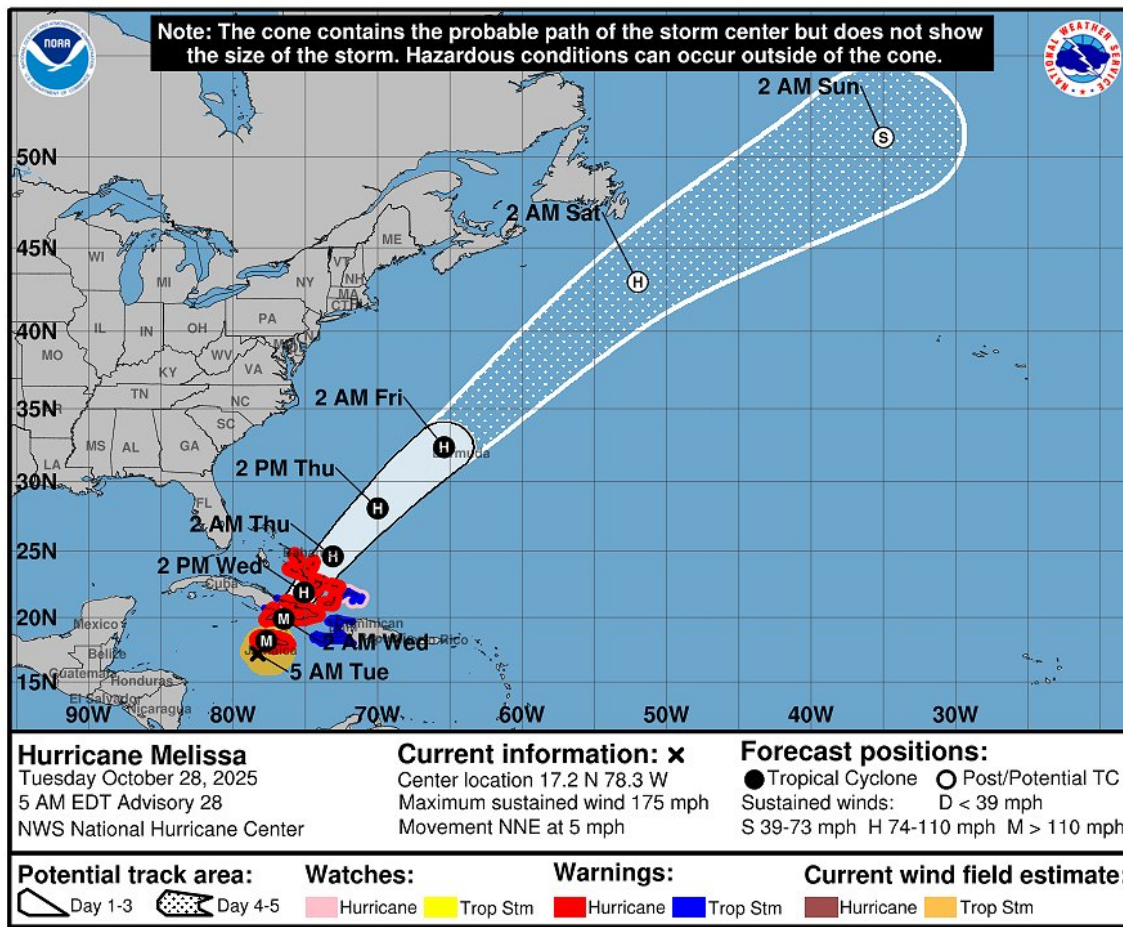 Note: The cone contains the probable path of the storm center but does not show
the size of the storm. Hazardous conditions can occur outside of the cone.
NOAA
NATIONAL WEATHER SERVICE
2 AM Sun
50N
2 AM Sat
S
45N
ME
WI
VT
NH
MI
NY
MA
CT
H
40N
PA
NJ
IL
IN
OH
MO
WV
KY
VA
2 AM Fri
TN
NC
35N
SC
H
MS
AL
GA
Bermuda
LA
2 PM Thu
30N
FL
H
2 AM Thu
25N
H
2 PM Wed
Cuba
H
20N
M
Dominican
Mexico
Rico
M
2 AM Wed
Jamaica
Belize
5 AM Tue
Guatemala
Honduras
15N
El Salvador
Nicaragua
90W
80W
70W
60W
50W
40W
30W
Hurricane Melissa
Tuesday October 28, 2025
5 AM EDT Advisory 28
NWS National Hurricane Center
Current information: x
Center location 17.2 N 78.3 W
Maximum sustained wind 175 mph
Movement NNE at 5 mph
Forecast positions:
Tropical Cyclone Post/Potential TC
Sustained winds: D < 39 mph
S 39-73 mph H 74-110 mph M > 110 mph
Potential track area:
Day 1-3 Day 4-5
Watches:
Hurricane Trop Stm
Warnings:
Hurricane Trop Stm
Current wind field estimate:
Hurricane Trop Stm